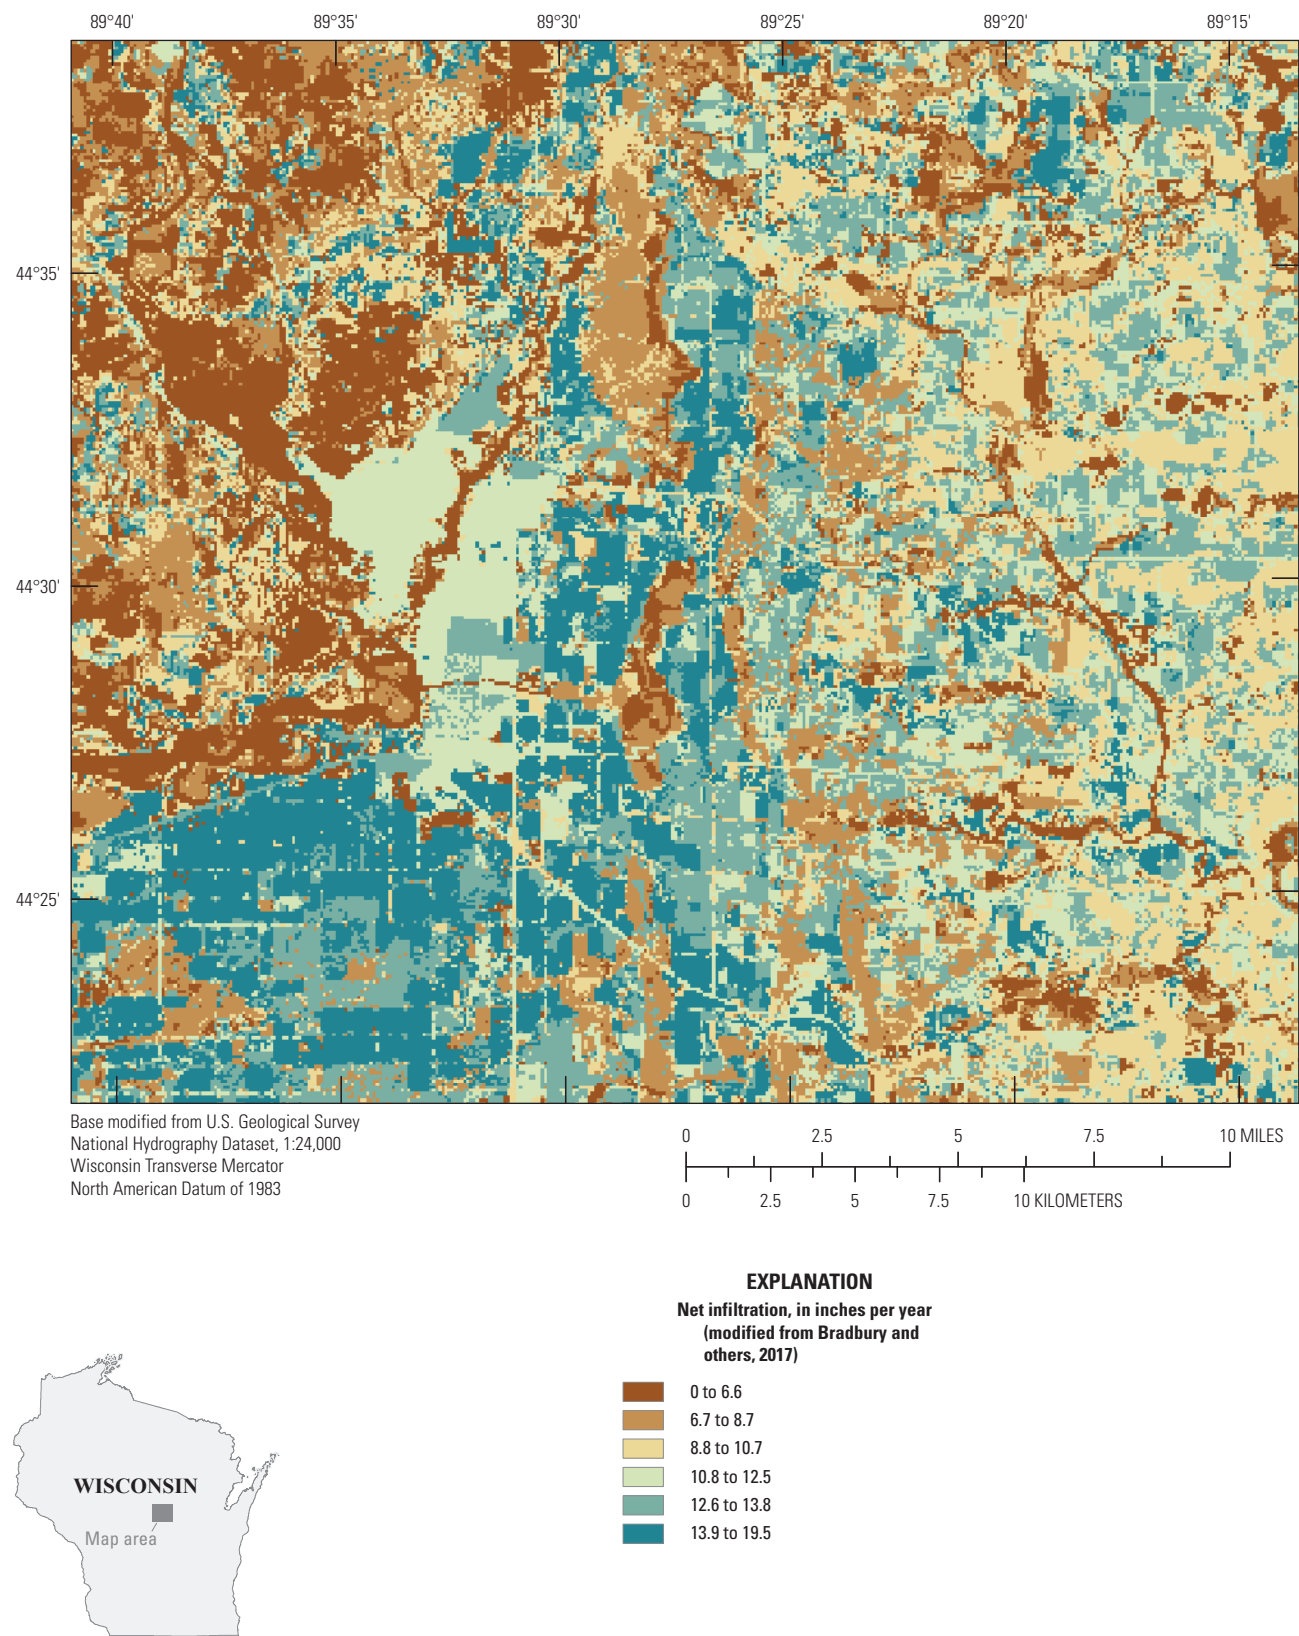 89°40' 89°35' 89°30' 89°25' 89°20' 89°15'
44°35'
44°30'
44°25'
Base modified from U.S. Geological Survey
National Hydrography Dataset, 1:24,000
Wisconsin Transverse Mercator
North American Datum of 1983
0 2.5 5 7.5 10 MILES
0 2.5 5 7.5 10 KILOMETERS
EXPLANATION
Net infiltration, in inches per year
(modified from Bradbury and
others, 2017)
0 to 6.6
6.7 to 8.7
8.8 to 10.7
10.8 to 12.5
12.6 to 13.8
13.9 to 19.5
WISCONSIN
Map area